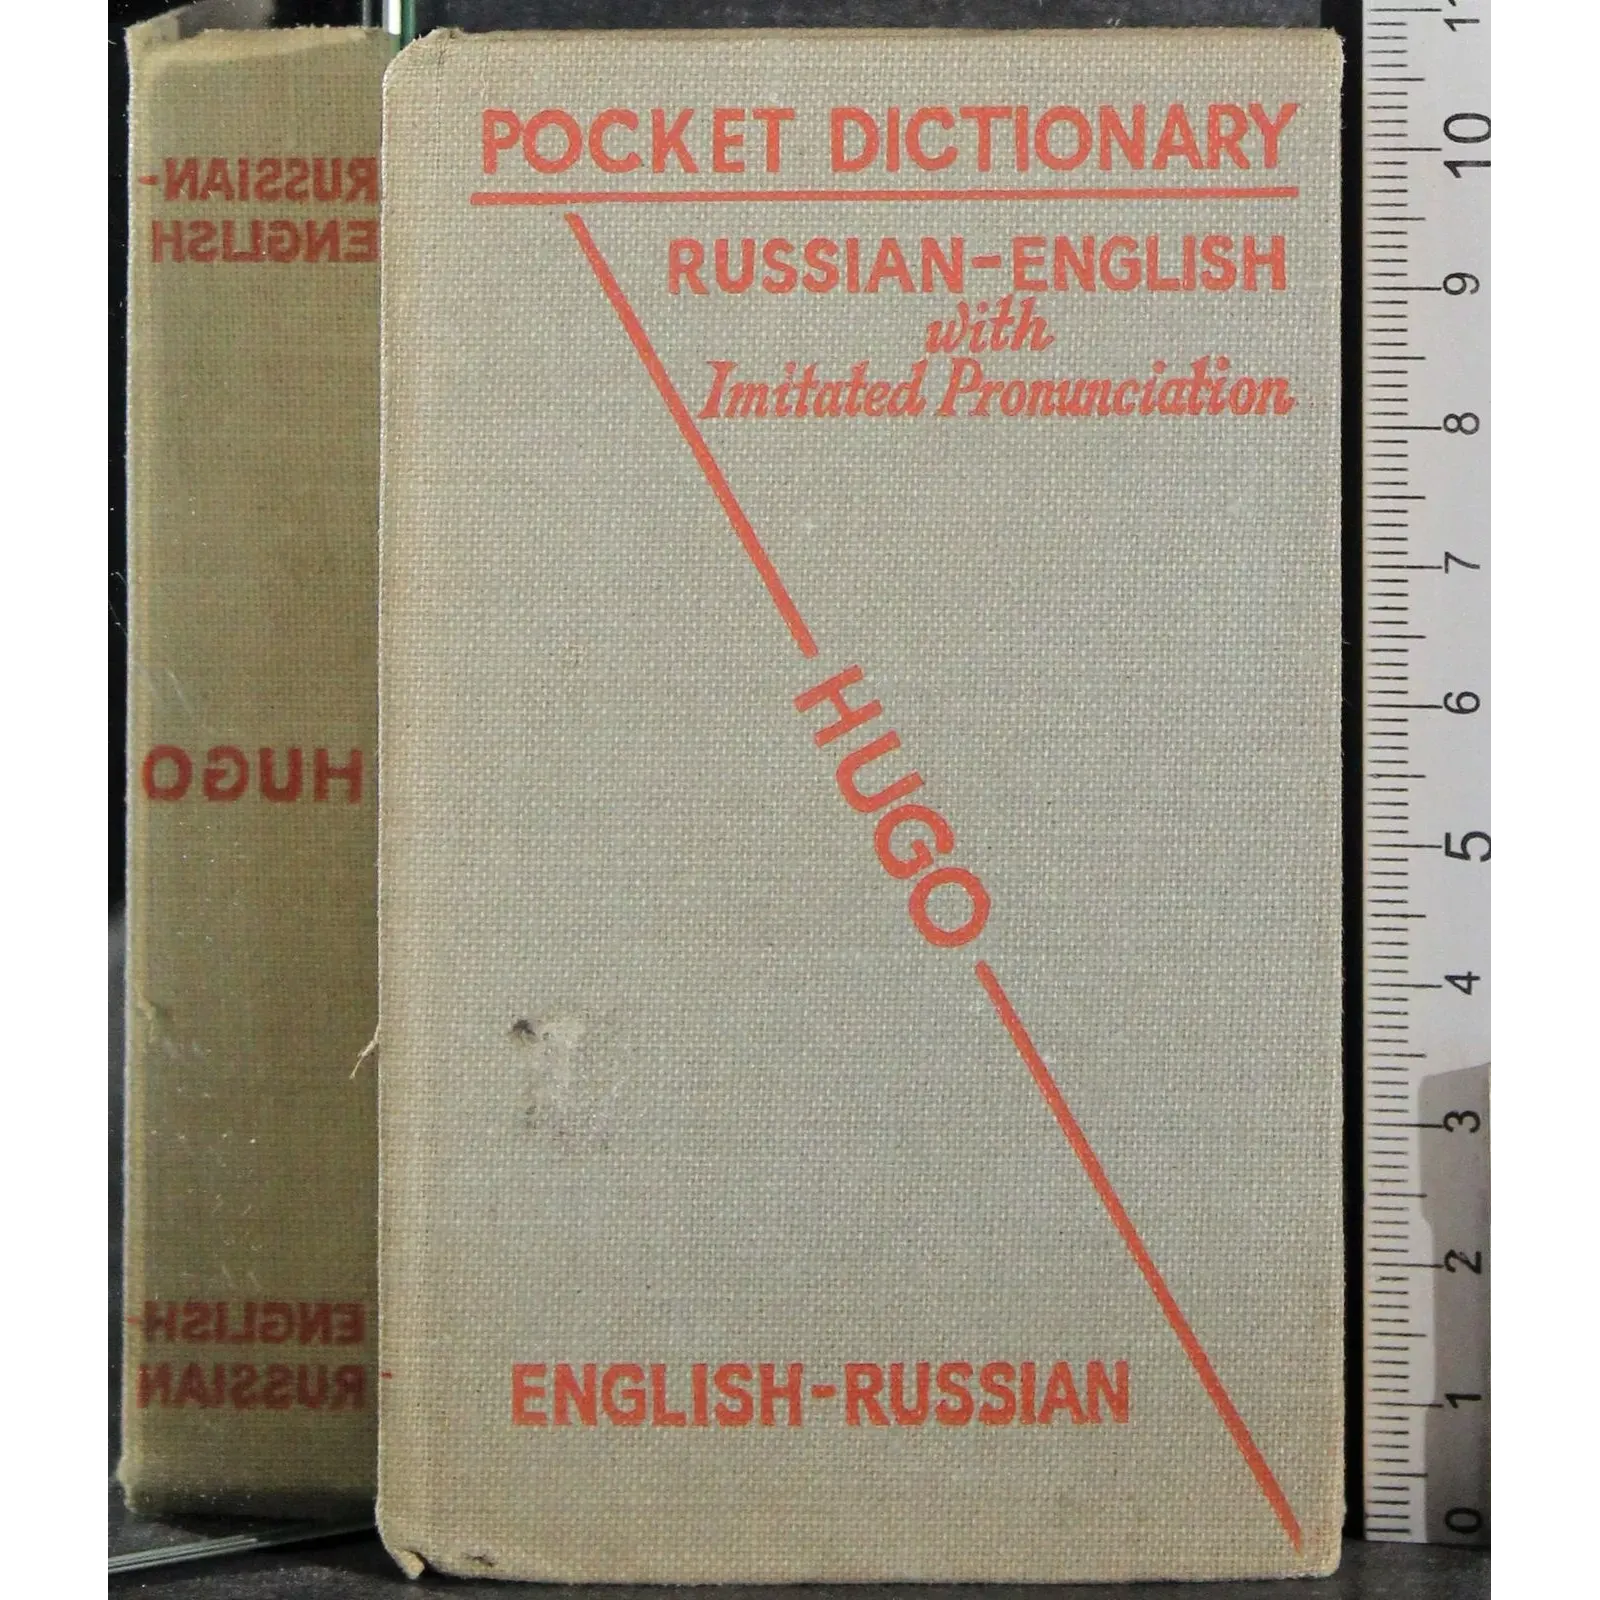 POCKET DICTIONARY
RUSSIAN-ENGLISH
with
Imitated Pronunciation
HUGO
ENGLISH-RUSSIAN
RUSSIAN-
ENGLISH
HUGO
ENGLISH-
RUSSIAN
11
10
9
8
7
6
5
4
3
2
1
0